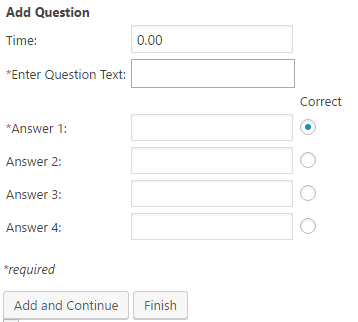 Add Question
Time: 0.00
*Enter Question Text:
Correct
*Answer 1:
Answer 2:
Answer 3:
Answer 4:
*required
Add and Continue Finish